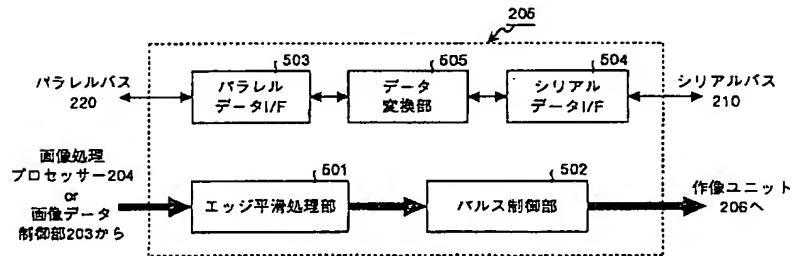 205
503
505
504
パラレルバス
220
パラレル
データI/F
データ
変換部
シリアル
データI/F
シリアルバス
210
画像処理
プロセッサー204
or
画像データ
制御部203から
501
エッジ平滑処理部
502
パルス制御部
作像ユニット
206へ